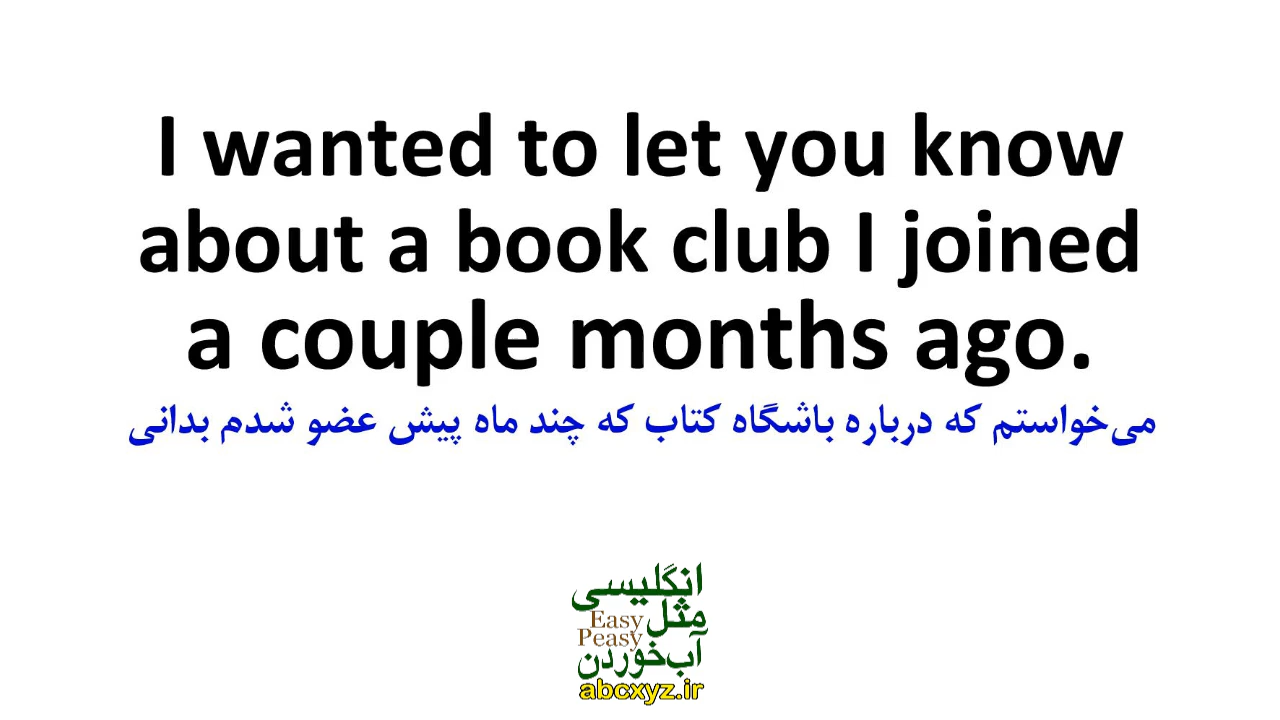 I wanted to let you know
about a book club I joined
a couple months ago.
می‌خواستم که درباره باشگاه کتاب که چند ماه پیش عضو شدم بدانی
انگلیسی
مثل
Easy
Peasy
آب‌خوردن
abcxyz.ir